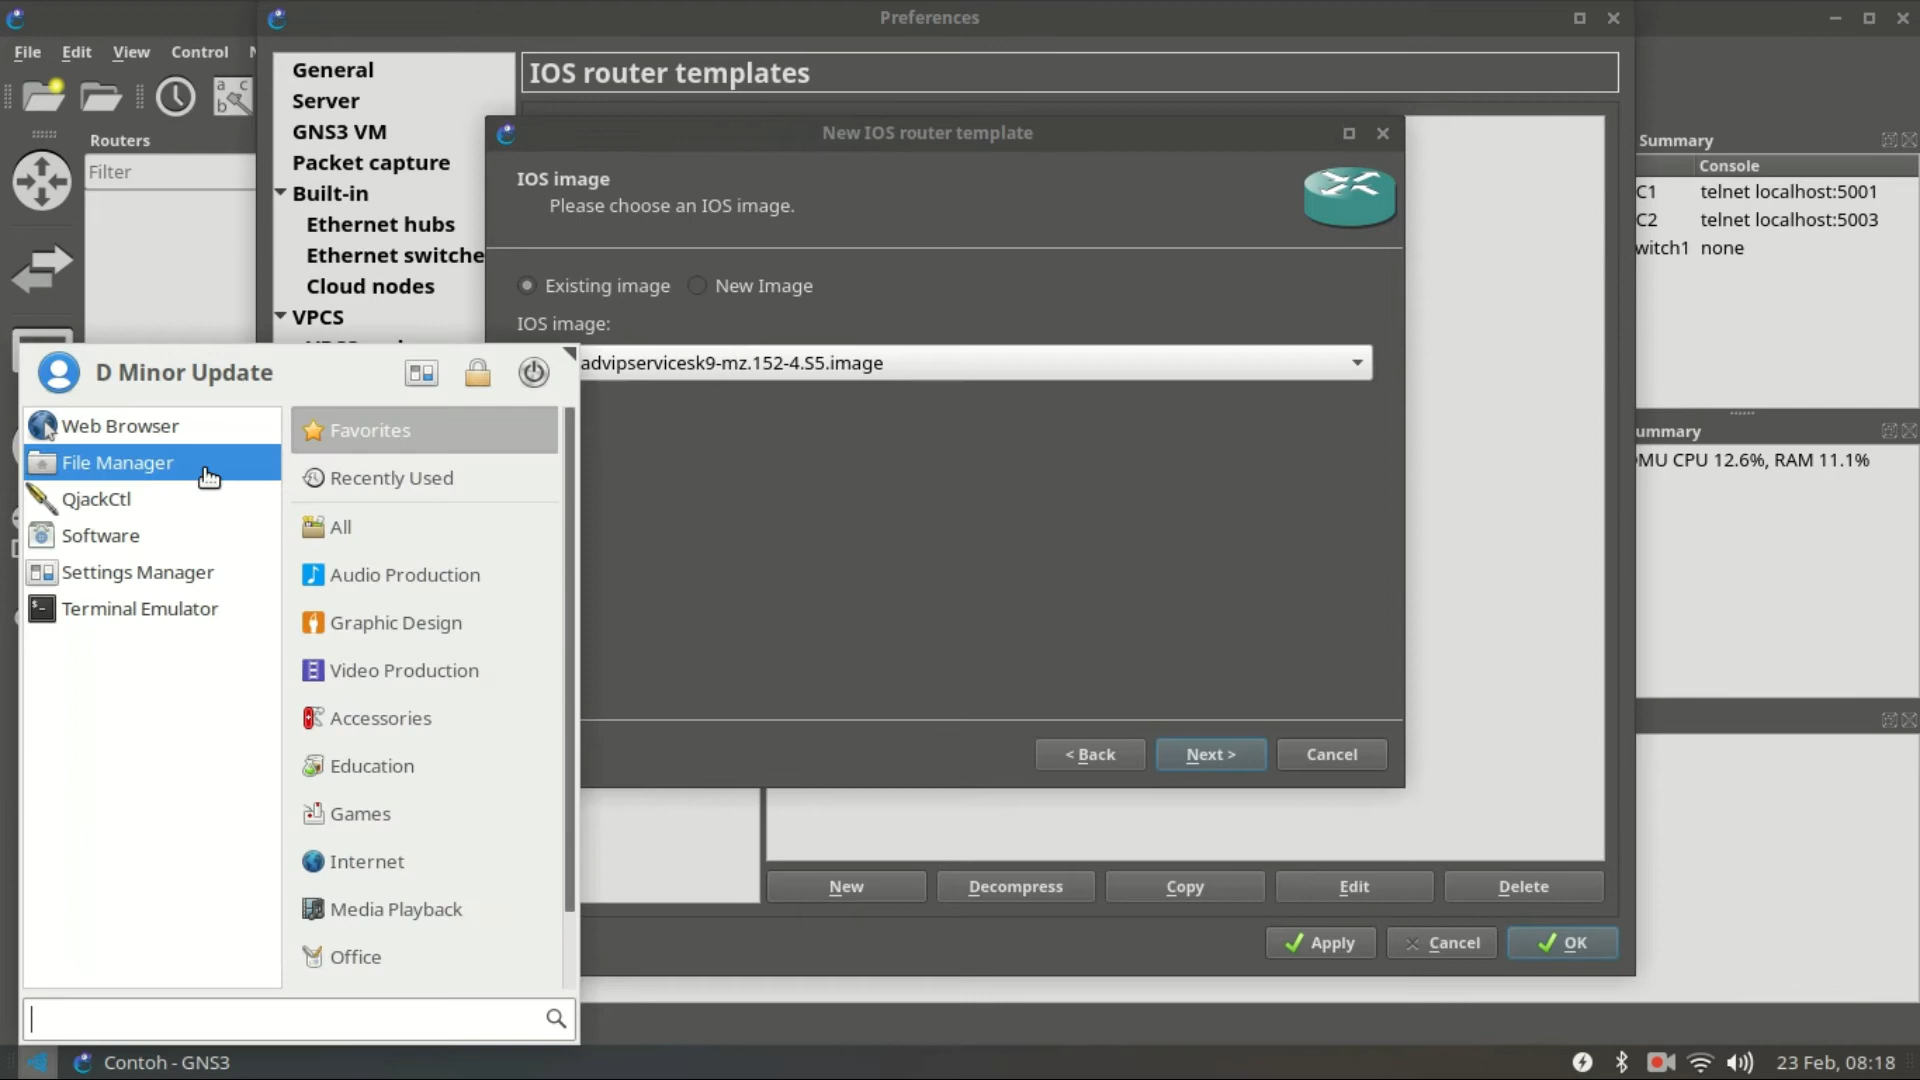 Preferences
File Edit View Control
Routers
Filter
General
Server
GNS3 VM
Packet capture
Built-in
Ethernet hubs
Ethernet switche
Cloud nodes
VPCS
IOS router templates
New IOS router template
IOS image
Please choose an IOS image.
Existing image
New Image
IOS image:
advipservicesk9-mz.152-4.S5.image
< Back
Next >
Cancel
New
Decompress
Copy
Edit
Delete
Apply
Cancel
OK
Summary
Console
C1 telnet localhost:5001
C2 telnet localhost:5003
witch1 none
ummary
MU CPU 12.6%, RAM 11.1%
D Minor Update
Web Browser
File Manager
QjackCtl
Software
Settings Manager
Terminal Emulator
Favorites
Recently Used
All
Audio Production
Graphic Design
Video Production
Accessories
Education
Games
Internet
Media Playback
Office
Contoh - GNS3
23 Feb, 08:18